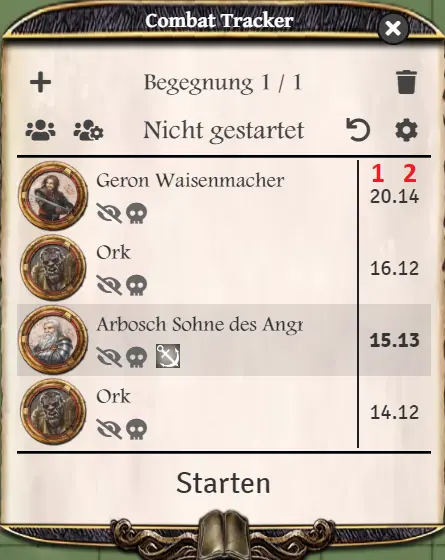 Combat Tracker
Begegnung 1 / 1
Nicht gestartet
1 2
Geron Waisenmacher
20.14
Ork
16.12
Arbosch Sohne des Angr
15.13
Ork
14.12
Starten